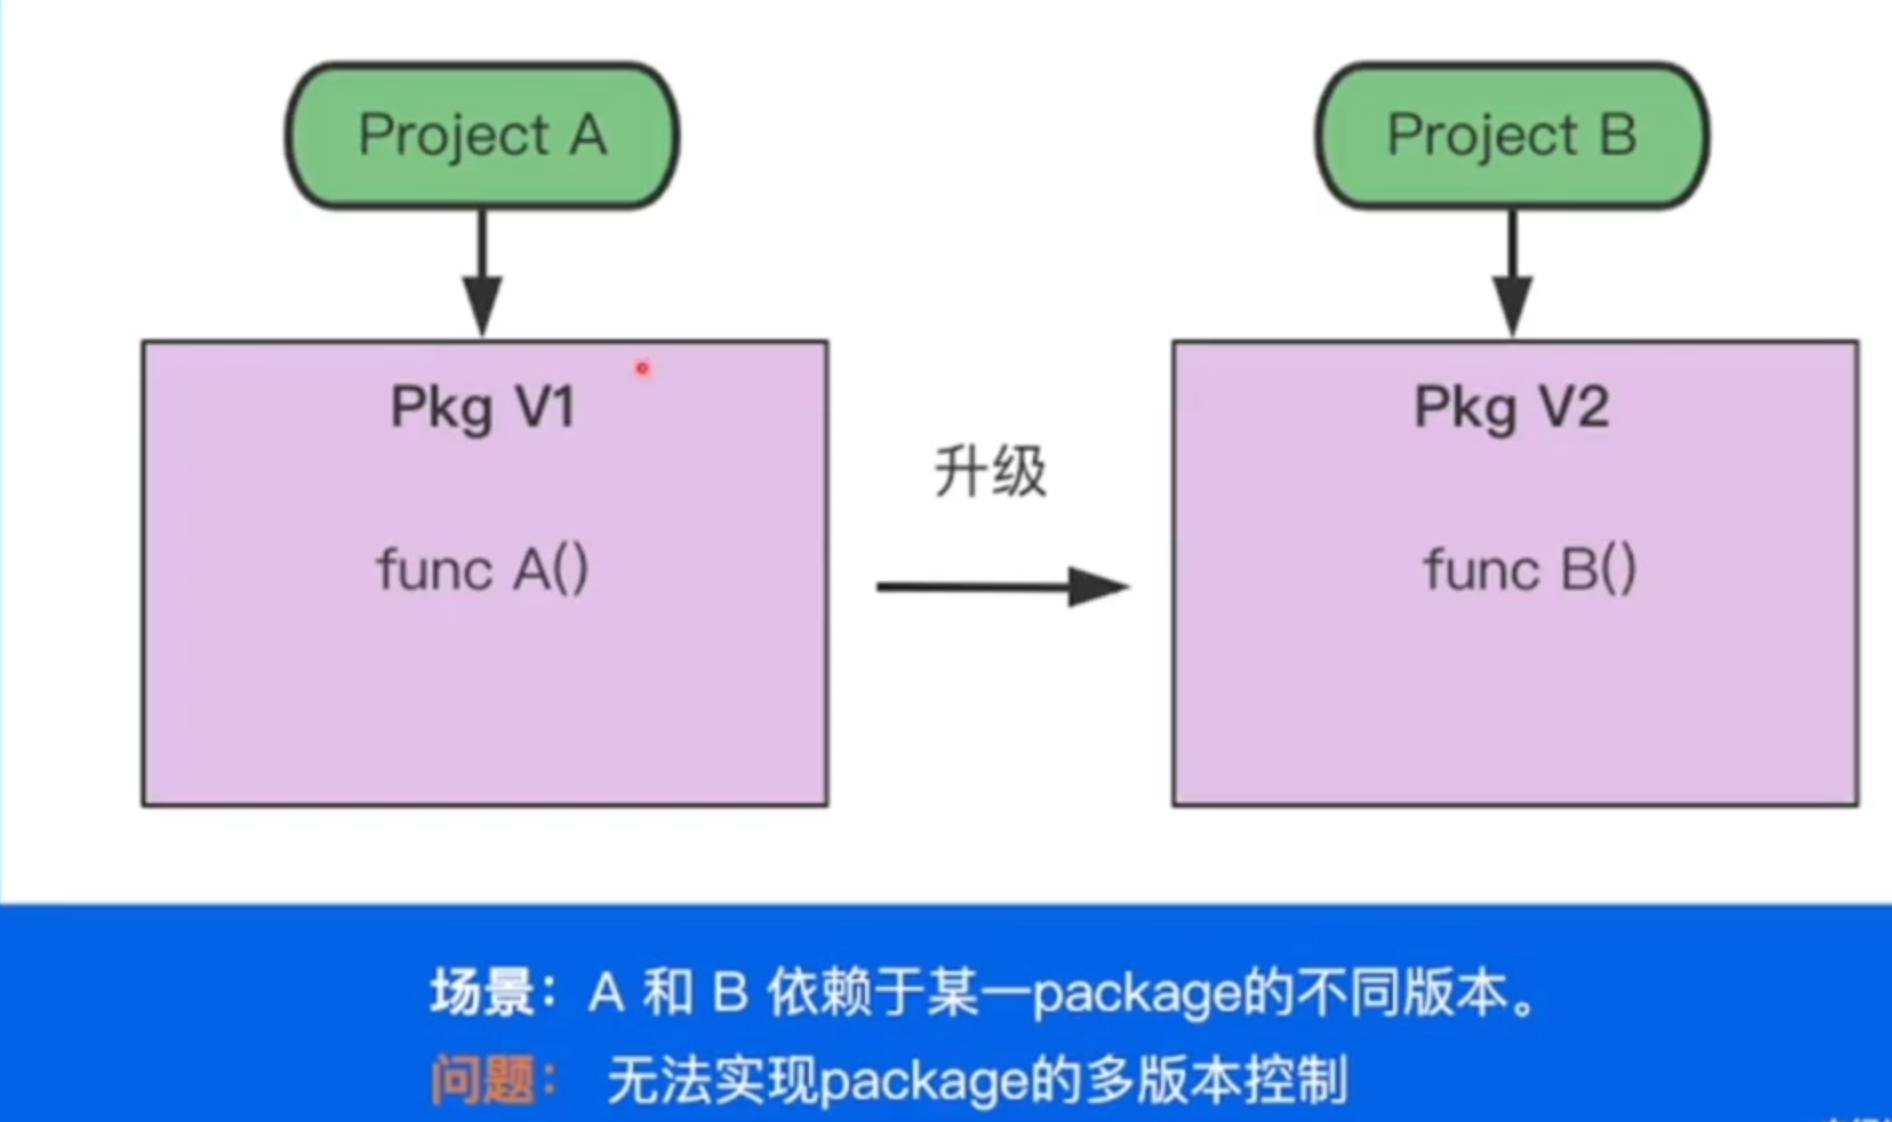 Project A
Project B
Pkg V1
Pkg V2
升级
func A()
func B()
场景：A 和 B 依赖于某一package的不同版本。
问题： 无法实现package的多版本控制